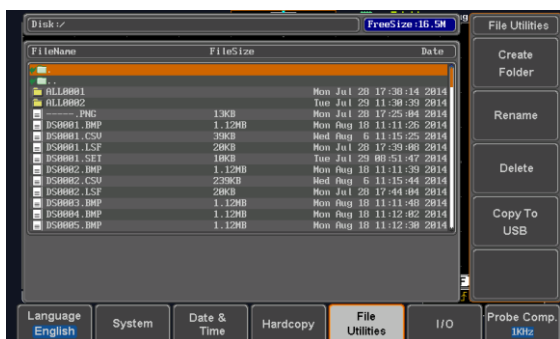 Disk:/ FreeSize:16.5M
FileName FileSize Date
.
..
ALL0001 Mon Jul 28 17:38:14 2014
ALL0002 Tue Jul 29 11:30:39 2014
-----.PNG 13KB Mon Jul 28 17:25:04 2014
DS0001.BMP 1.12MB Mon Aug 18 11:11:26 2014
DS0001.CSV 39KB Wed Aug 6 11:15:25 2014
DS0001.LSF 20KB Mon Jul 28 17:39:08 2014
DS0001.SET 10KB Tue Jul 29 08:51:47 2014
DS0002.BMP 1.12MB Mon Aug 18 11:11:39 2014
DS0002.CSV 239KB Wed Aug 6 11:15:44 2014
DS0002.LSF 20KB Mon Jul 28 17:44:04 2014
DS0003.BMP 1.12MB Mon Aug 18 11:11:48 2014
DS0004.BMP 1.12MB Mon Aug 18 11:12:02 2014
DS0005.BMP 1.12MB Mon Aug 18 11:12:30 2014
File Utilities
Create
Folder
Rename
Delete
Copy To
USB
Language
English
System
Date &
Time
Hardcopy
File
Utilities
I/O
Probe Comp.
1KHz